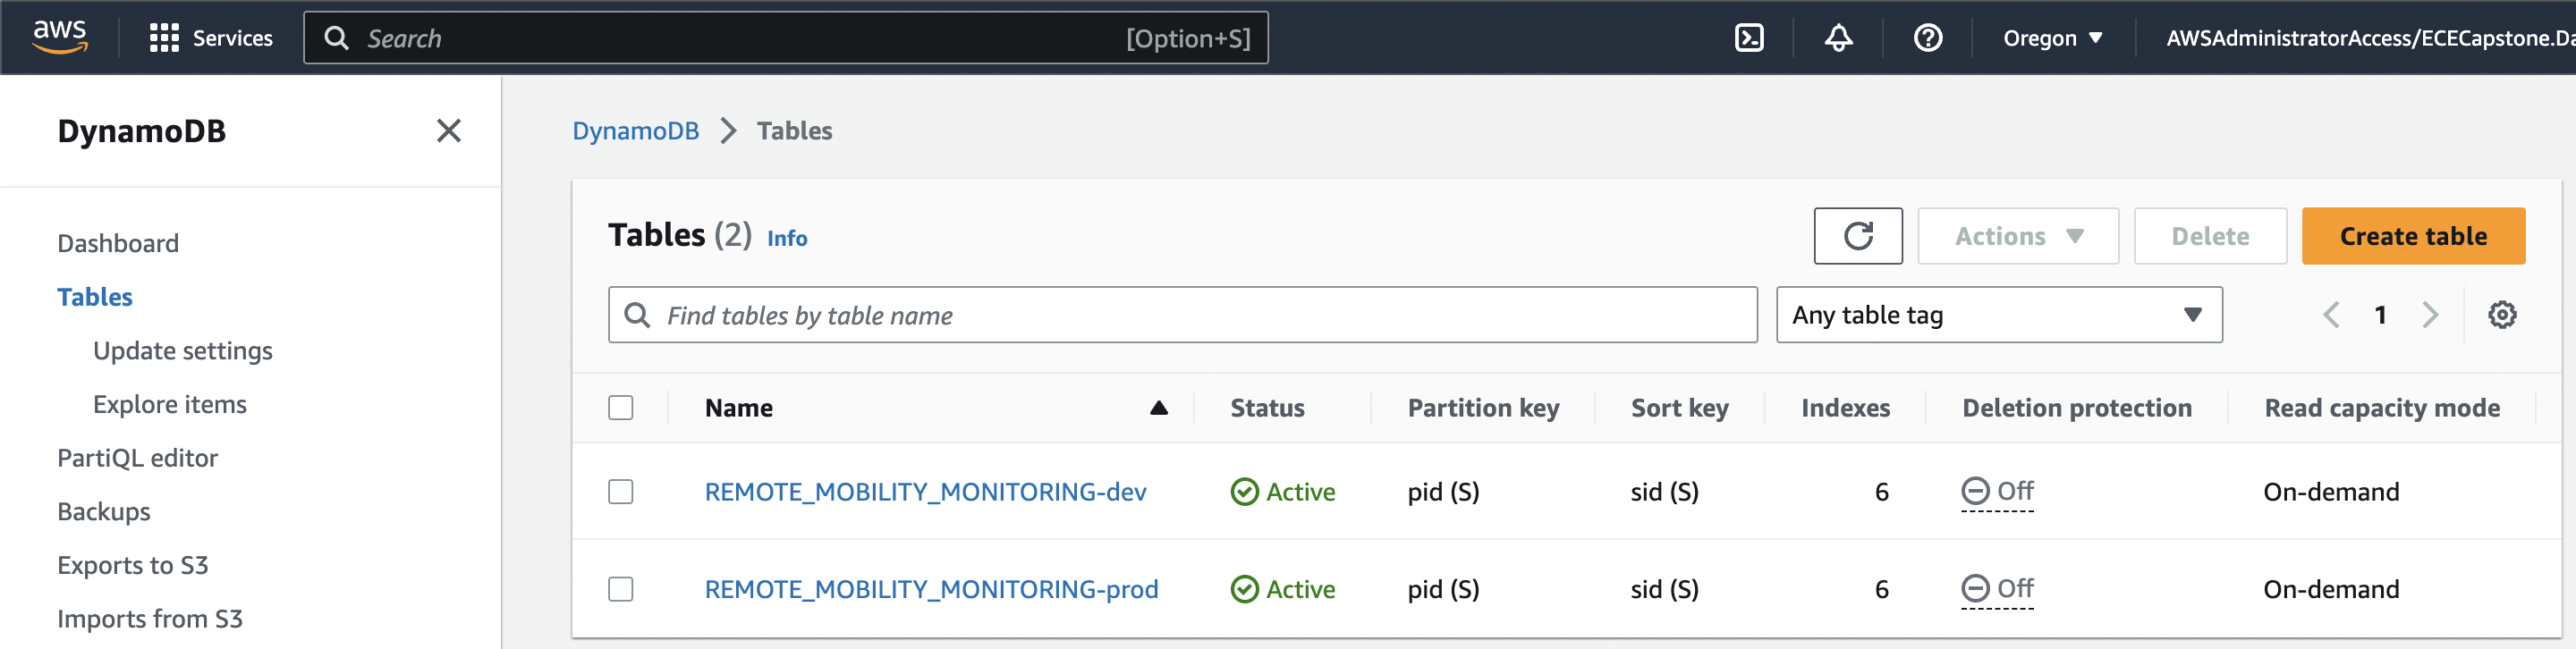 aws Services Search [Option+S] Oregon AWSAdministratorAccess/ECECapstone.Da
DynamoDB
Dashboard
Tables
Update settings
Explore items
PartiQL editor
Backups
Exports to S3
Imports from S3
DynamoDB Tables
Tables (2) Info Actions Delete Create table
Find tables by table name Any table tag 1
Name Status Partition key Sort key Indexes Deletion protection Read capacity mode
REMOTE_MOBILITY_MONITORING-dev Active pid (S) sid (S) 6 Off On-demand
REMOTE_MOBILITY_MONITORING-prod Active pid (S) sid (S) 6 Off On-demand